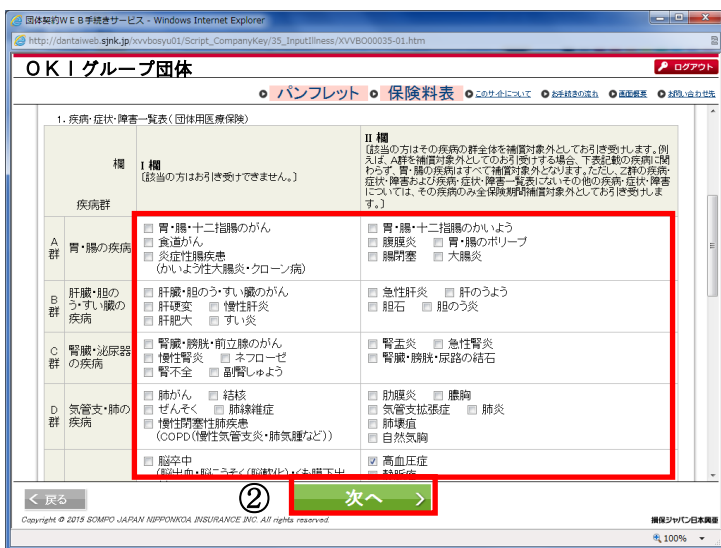 団体契約WEB手続きサービス - Windows Internet Explorer
http://dantaiweb.sjnk.jp/xvvbosyu01/Script_CompanyKey/35_InputIllness/XVVBO00035-01.htm
OKIグループ団体
ログアウト
パンフレット 保険料表 このサイトについて お手続きの流れ 画面概要 お問い合わせ先
1. 疾病・症状・障害一覧表(団体用医療保険)
欄
疾病群
I 欄
〔該当の方はお引き受けできません。〕
II 欄
〔該当の方はその疾病の群全体を補償対象外としてお引き受けします。例
えば、A群を補償対象外としてのお引受けする場合、下表記載の疾病に関
わらず、胃・腸の疾病はすべて補償対象外となります。ただし、Z群の疾病・
症状・障害および疾病・症状・障害一覧表にないその他の疾病・症状・障害
については、その疾病のみ全保険期間補償対象外としてお引き受けしま
す。〕
A群 胃・腸の疾病
胃・腸・十二指腸のがん
食道がん
炎症性腸疾患
(かいよう性大腸炎・クローン病)
胃・腸・十二指腸のかいよう
腹膜炎 胃・腸のポリープ
腸閉塞 大腸炎
B群 肝臓・胆のう・すい臓の疾病
肝臓・胆のう・すい臓のがん
肝硬変 慢性肝炎
肝肥大 すい炎
急性肝炎 肝のうよう
胆石 胆のう炎
C群 腎臓・泌尿器の疾病
腎臓・膀胱・前立腺のがん
慢性腎炎 ネフローゼ
腎不全 副腎しゅよう
腎盂炎 急性腎炎
腎臓・膀胱・尿路の結石
D群 気管支・肺の疾病
肺がん 結核
ぜんそく 肺線維症
慢性閉塞性肺疾患
(COPD(慢性気管支炎・肺気腫など))
肋膜炎 膿胸
気管支拡張症 肺炎
肺壊疽
自然気胸
脳卒中
(脳出血・脳こうそく(脳軟化)・くも膜下出
高血圧症
静脈瘤
< 戻る
② 次へ >
Copyright © 2015 SOMPO JAPAN NIPPONKOA INSURANCE INC. All rights reserved.
損保ジャパン日本興亜
100%